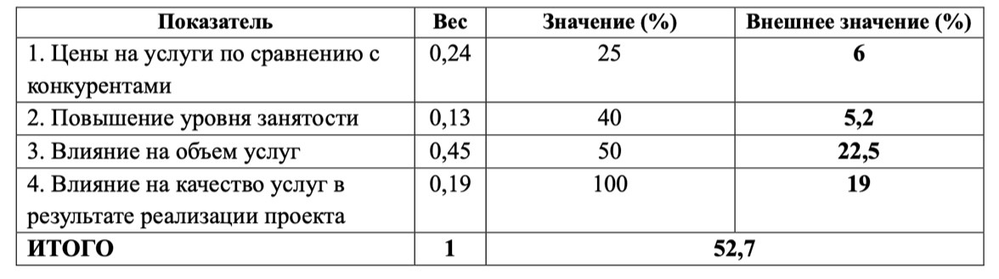 Показатель Вес Значение (%) Внешнее значение (%)
1. Цены на услуги по сравнению с 0,24 25 6
конкурентами
2. Повышение уровня занятости 0,13 40 5,2
3. Влияние на объем услуг 0,45 50 22,5
4. Влияние на качество услуг в 0,19 100 19
результате реализации проекта
ИТОГО 1 52,7